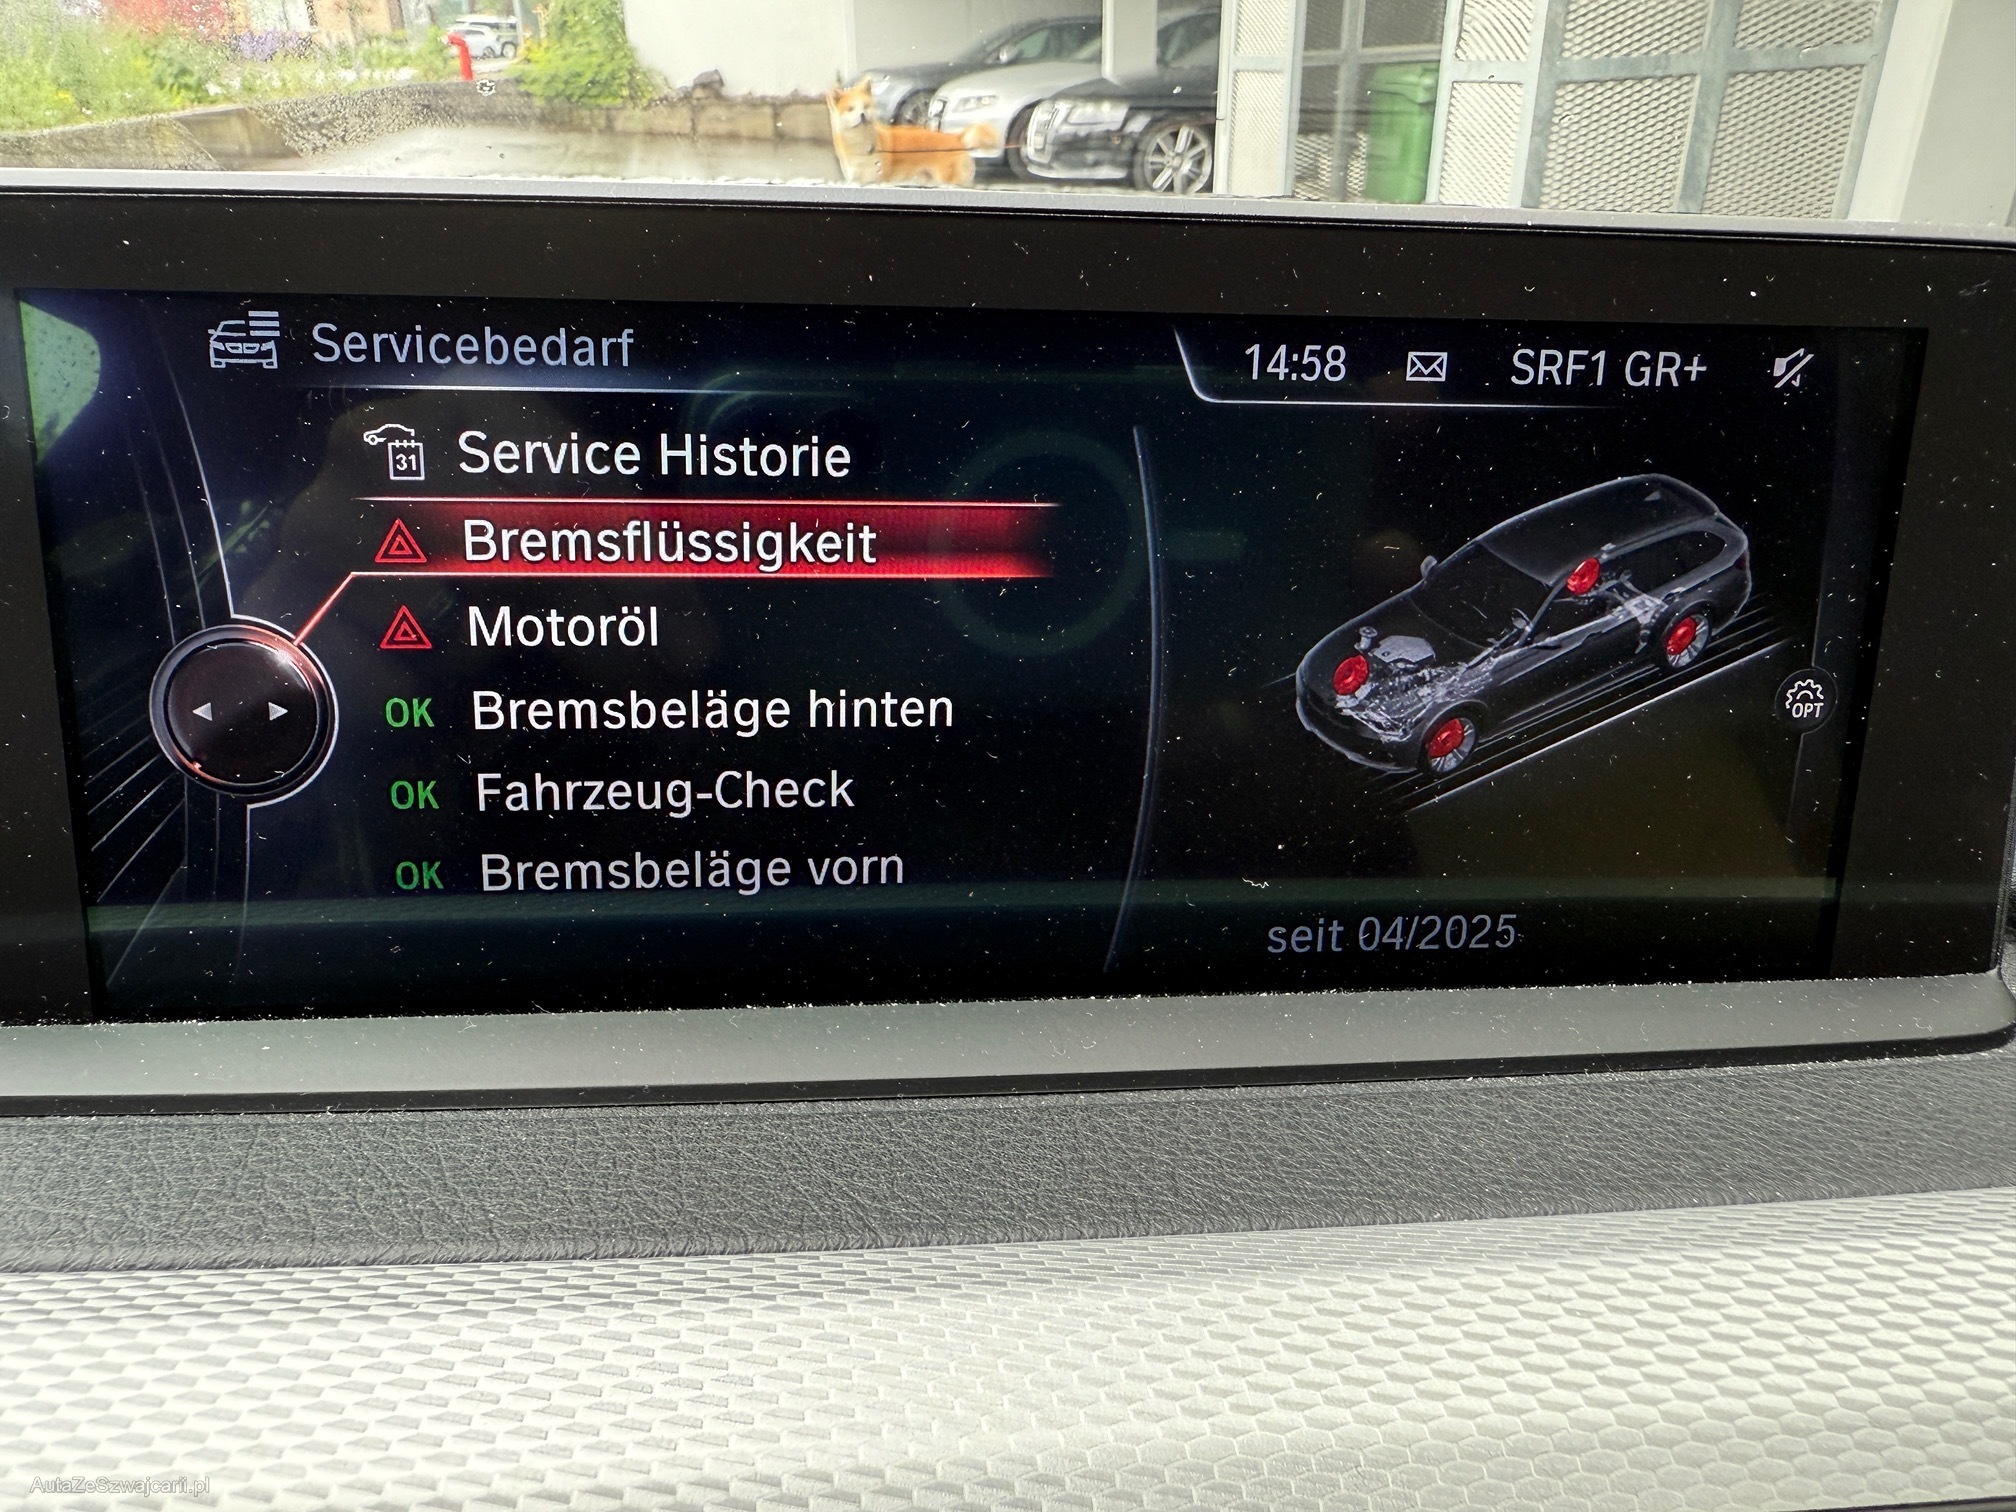 Servicebedarf
14:58 SRF1 GR+
31 Service Historie
Bremsflüssigkeit
Motoröl
OK Bremsbeläge hinten
OK Fahrzeug-Check
OK Bremsbeläge vorn
OPT
seit 04/2025
AutaZeSzwajcarii.pl